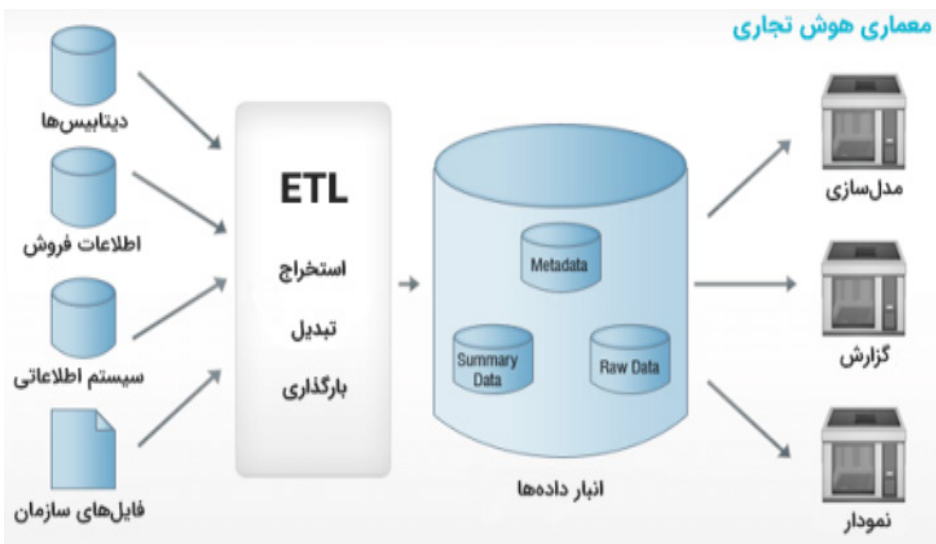 معماری هوش تجاری
دیتابیس‌ها
اطلاعات فروش
سیستم اطلاعاتی
فایل‌های سازمان
ETL
استخراج
تبدیل
بارگذاری
Metadata
Summary
Data
Raw Data
انبار داده‌ها
مدل‌سازی
گزارش
نمودار